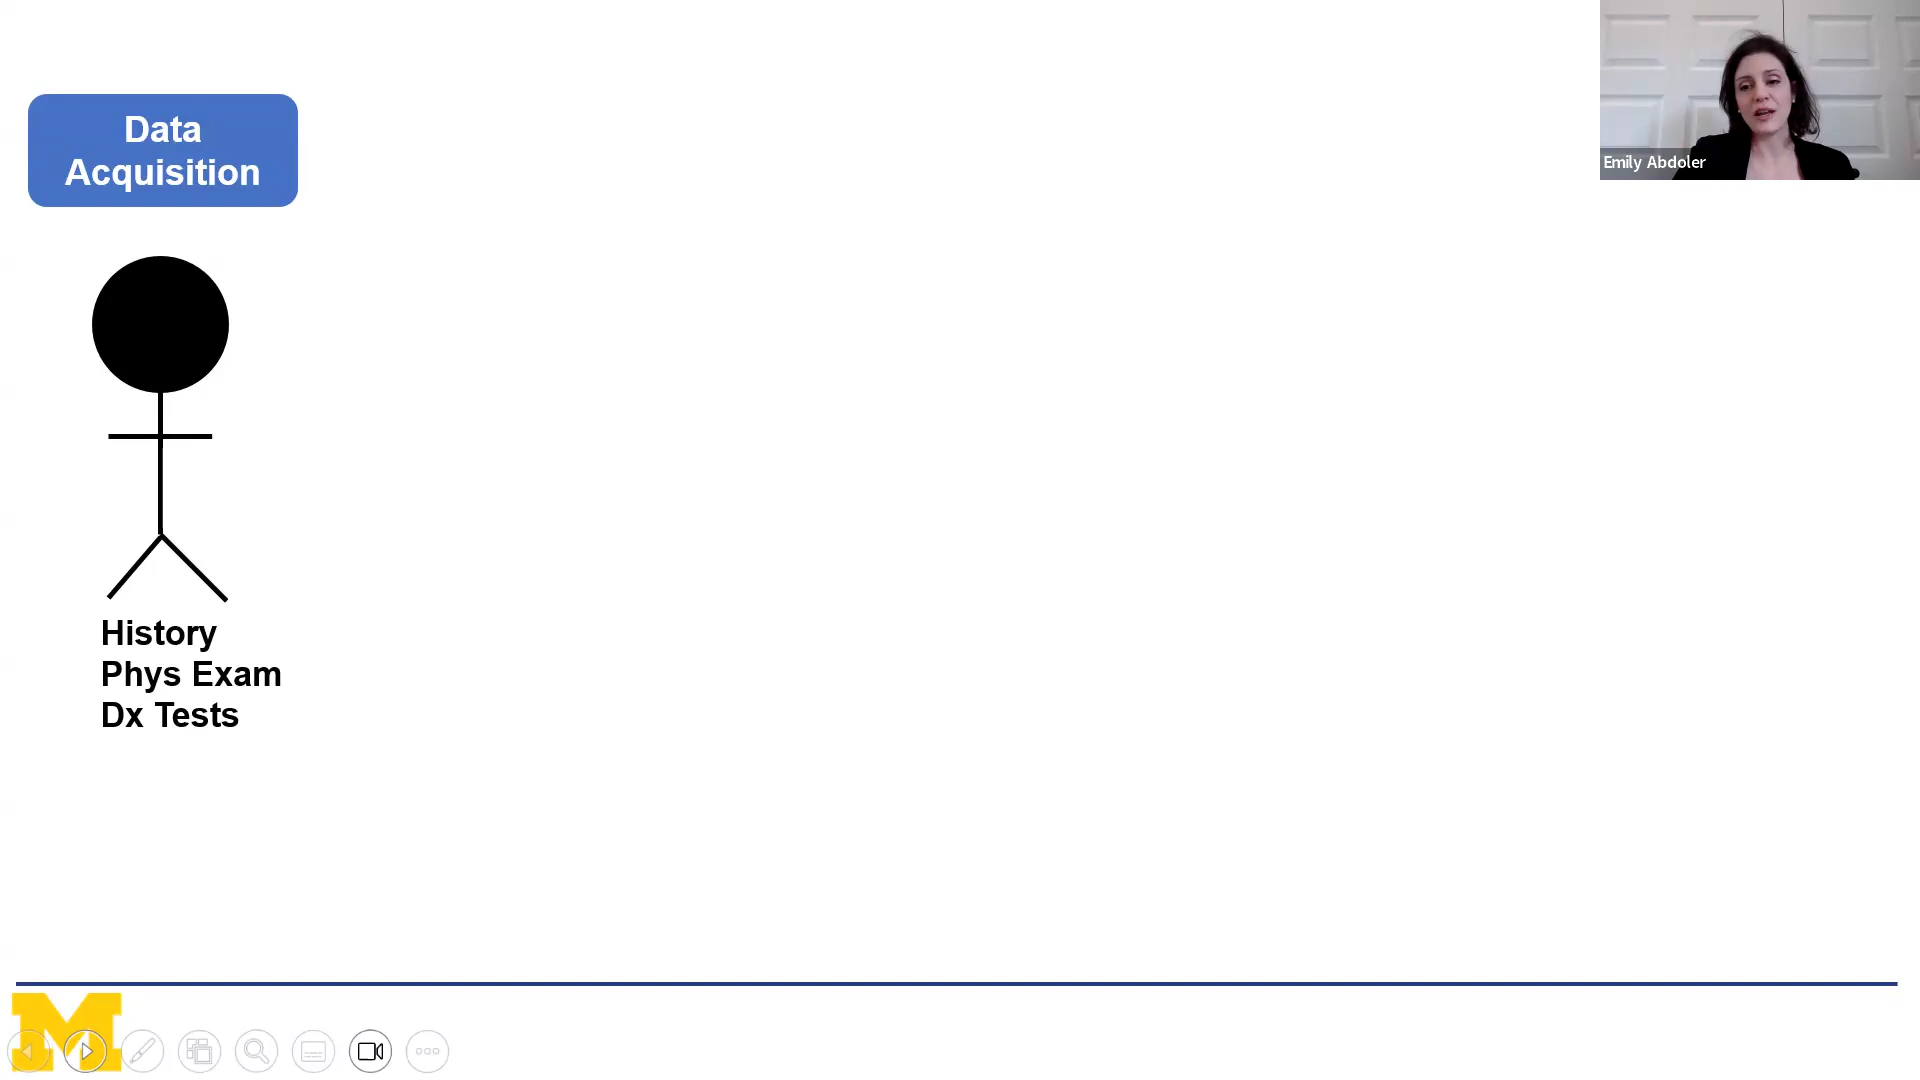 Data
Acquisition
Emily Abdoler
History
Phys Exam
Dx Tests
M